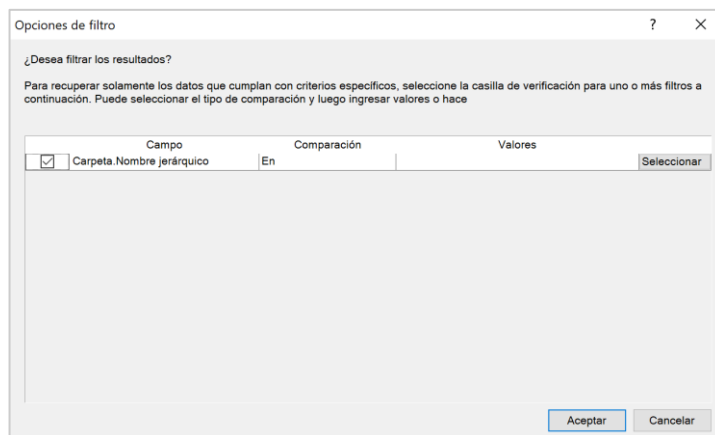 Opciones de filtro
¿Desea filtrar los resultados?
Para recuperar solamente los datos que cumplan con criterios específicos, seleccione la casilla de verificación para uno o más filtros a
continuación. Puede seleccionar el tipo de comparación y luego ingresar valores o hace
Campo Comparación Valores
Carpeta.Nombre jerárquico En Seleccionar
Aceptar Cancelar